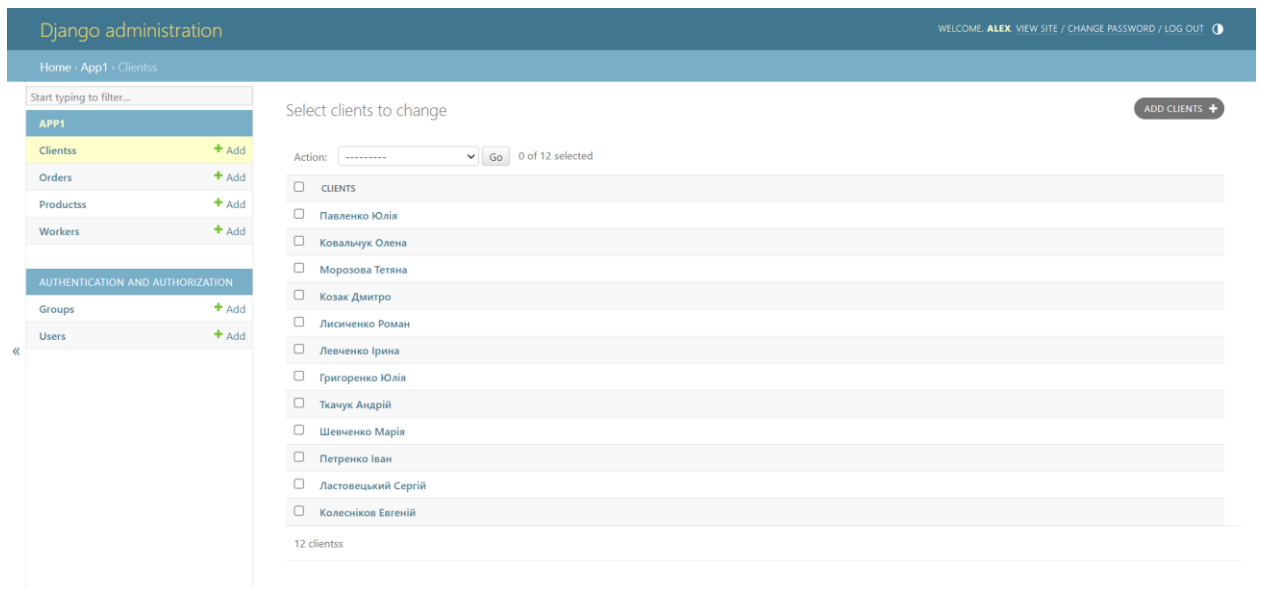 Django administration
WELCOME, ALEX. VIEW SITE / CHANGE PASSWORD / LOG OUT
Home › App1 › Clientss
Start typing to filter...
APP1
Clientss + Add
Orders + Add
Productss + Add
Workers + Add
AUTHENTICATION AND AUTHORIZATION
Groups + Add
Users + Add
«
Select clients to change
ADD CLIENTS +
Action: --------- Go 0 of 12 selected
CLIENTS
Павленко Юлія
Ковальчук Олена
Морозова Тетяна
Козак Дмитро
Лисиченко Роман
Левченко Ірина
Григоренко Юлія
Ткачук Андрій
Шевченко Марія
Петренко Іван
Ластовецький Сергій
Колесніков Евгеній
12 clientss